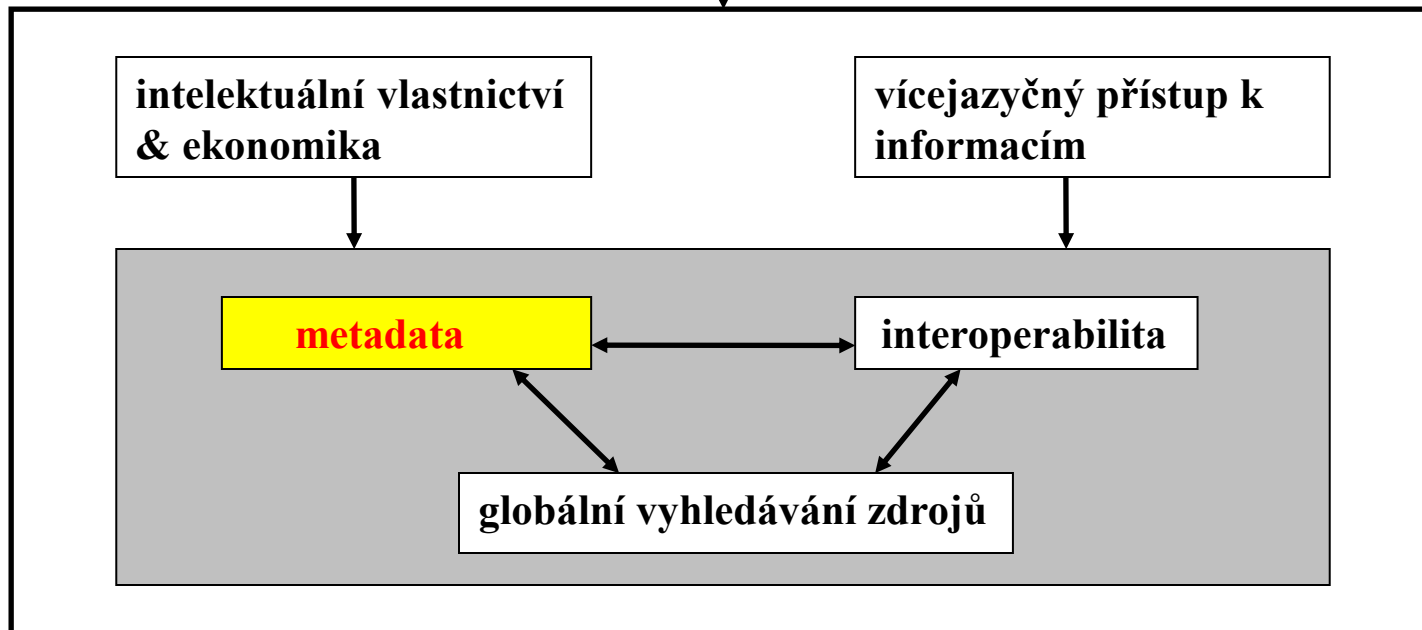 intelektuální vlastnictví
& ekonomika
vícejazyčný přístup k
informacím
metadata
interoperabilita
globální vyhledávání zdrojů